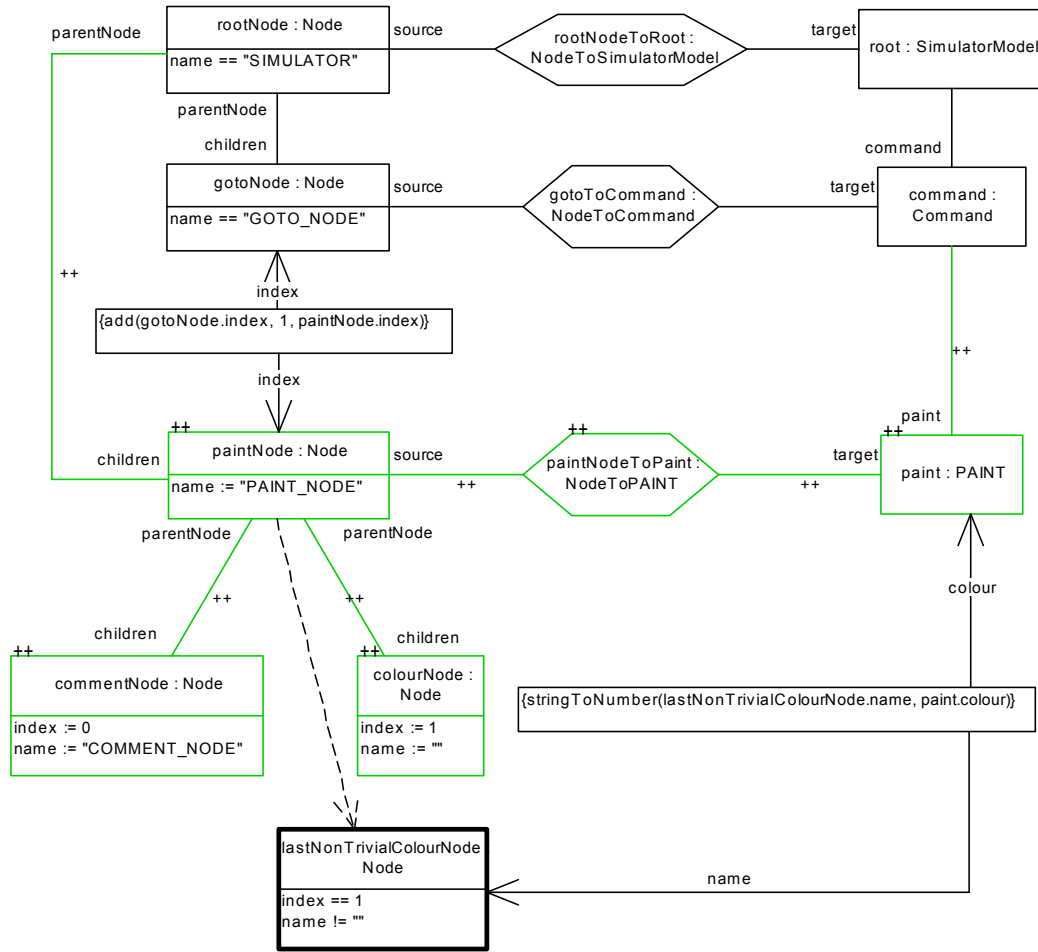 rootNode : Node
name == "SIMULATOR"
parentNode
source
rootNodeToRoot :
NodeToSimulatorModel
target
root : SimulatorModel
parentNode
children
command
gotoNode : Node
name == "GOTO_NODE"
source
gotoToCommand :
NodeToCommand
target
command :
Command
++
index
{add(gotoNode.index, 1, paintNode.index)}
index
++
paint
++
paintNode : Node
name := "PAINT_NODE"
children
source
++
++
paintNodeToPaint :
NodeToPAINT
target
++
++
paint : PAINT
parentNode
parentNode
++
++
children
children
colour
++
commentNode : Node
index := 0
name := "COMMENT_NODE"
++
colourNode :
Node
index := 1
name := ""
{stringToNumber(lastNonTrivialColourNode.name, paint.colour)}
lastNonTrivialColourNode
Node
index == 1
name != ""
name